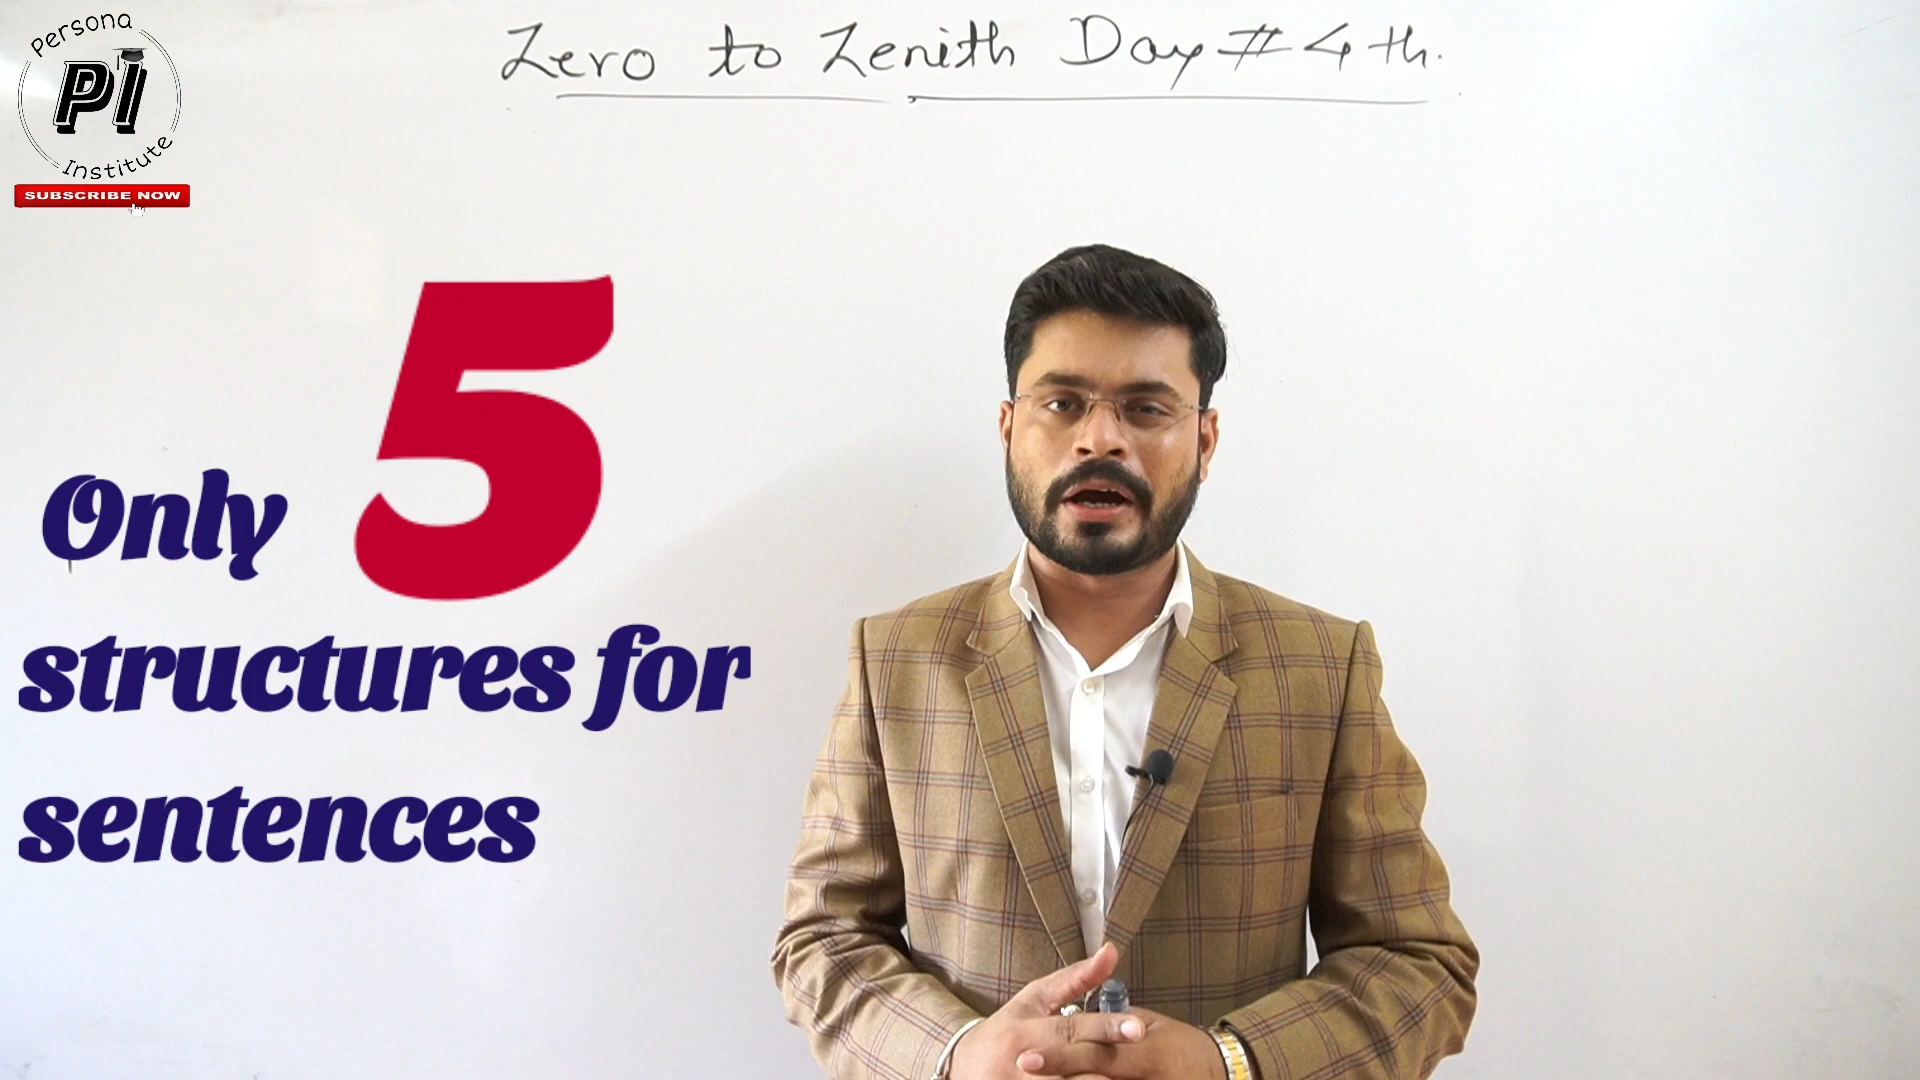 Persona
PI
Institute
SUBSCRIBE NOW
Zero to Zenith Day # 4th.
Only 5
structures for
sentences